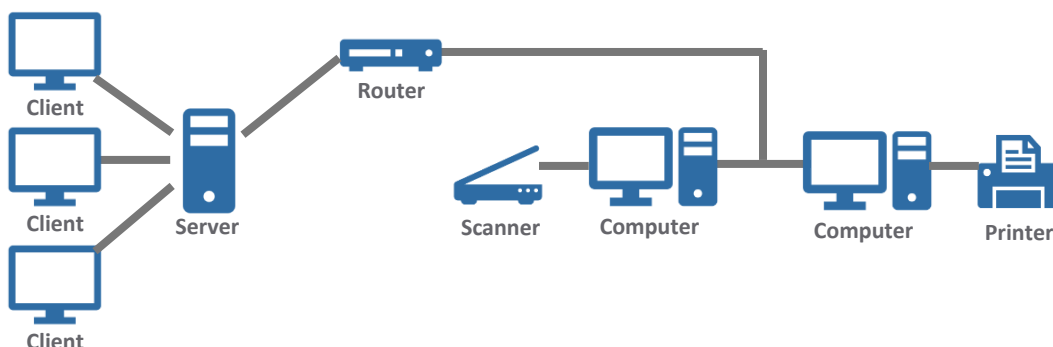 Client
Client
Client
Server
Router
Scanner
Computer
Computer
Printer